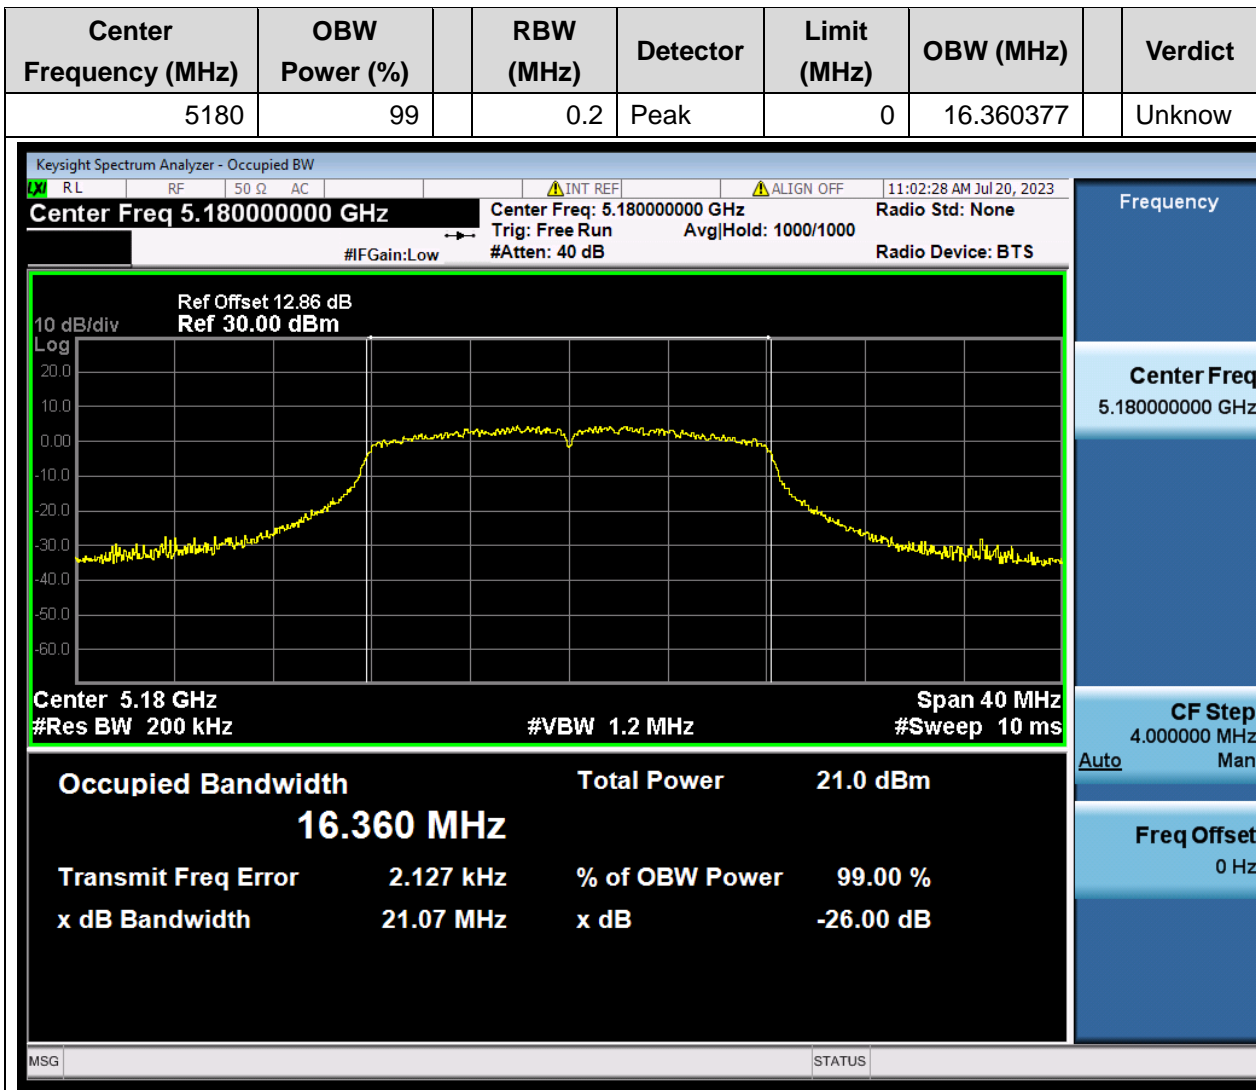 Center Frequency (MHz) OBW Power (%) RBW (MHz) Detector Limit (MHz) OBW (MHz) Verdict
5180 99 0.2 Peak 0 16.360377 Unknow
Keysight Spectrum Analyzer - Occupied BW
LXI RL RF 50 Ω AC INT REF ALIGN OFF 11:02:28 AM Jul 20, 2023
Center Freq 5.180000000 GHz Center Freq: 5.180000000 GHz Radio Std: None
Trig: Free Run Avg|Hold: 1000/1000
#IFGain:Low #Atten: 40 dB Radio Device: BTS
Ref Offset 12.86 dB
10 dB/div Ref 30.00 dBm
Log
20.0
10.0
0.00
-10.0
-20.0
-30.0
-40.0
-50.0
-60.0
Center 5.18 GHz Span 40 MHz
#Res BW 200 kHz #VBW 1.2 MHz #Sweep 10 ms
Occupied Bandwidth Total Power 21.0 dBm
16.360 MHz
Transmit Freq Error 2.127 kHz % of OBW Power 99.00 %
x dB Bandwidth 21.07 MHz x dB -26.00 dB
MSG STATUS
Frequency
Center Freq
5.180000000 GHz
CF Step
4.000000 MHz
Auto Man
Freq Offset
0 Hz